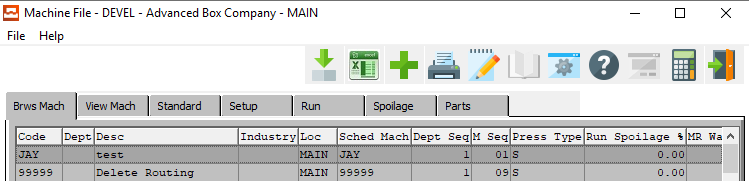 Machine File - DEVEL - Advanced Box Company - MAIN
File Help
excel
Brws Mach View Mach Standard Setup Run Spoilage Parts
Code Dept Desc Industry Loc Sched Mach Dept Seq M Seq Press Type Run Spoilage % MR Wa
JAY test MAIN JAY 1 01 S 0.00
99999 Delete Routing MAIN 99999 1 09 S 0.00